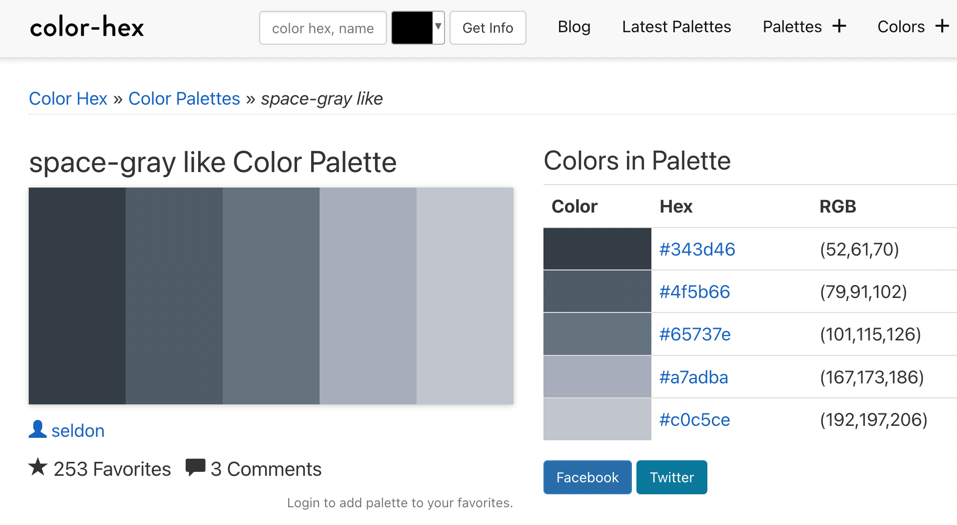 color-hex
color hex, name
Get Info
Blog
Latest Palettes
Palettes +
Colors +
Color Hex » Color Palettes » space-gray like
space-gray like Color Palette
seldon
253 Favorites 3 Comments
Login to add palette to your favorites.
Colors in Palette
Color Hex RGB
#343d46 (52,61,70)
#4f5b66 (79,91,102)
#65737e (101,115,126)
#a7adba (167,173,186)
#c0c5ce (192,197,206)
Facebook Twitter